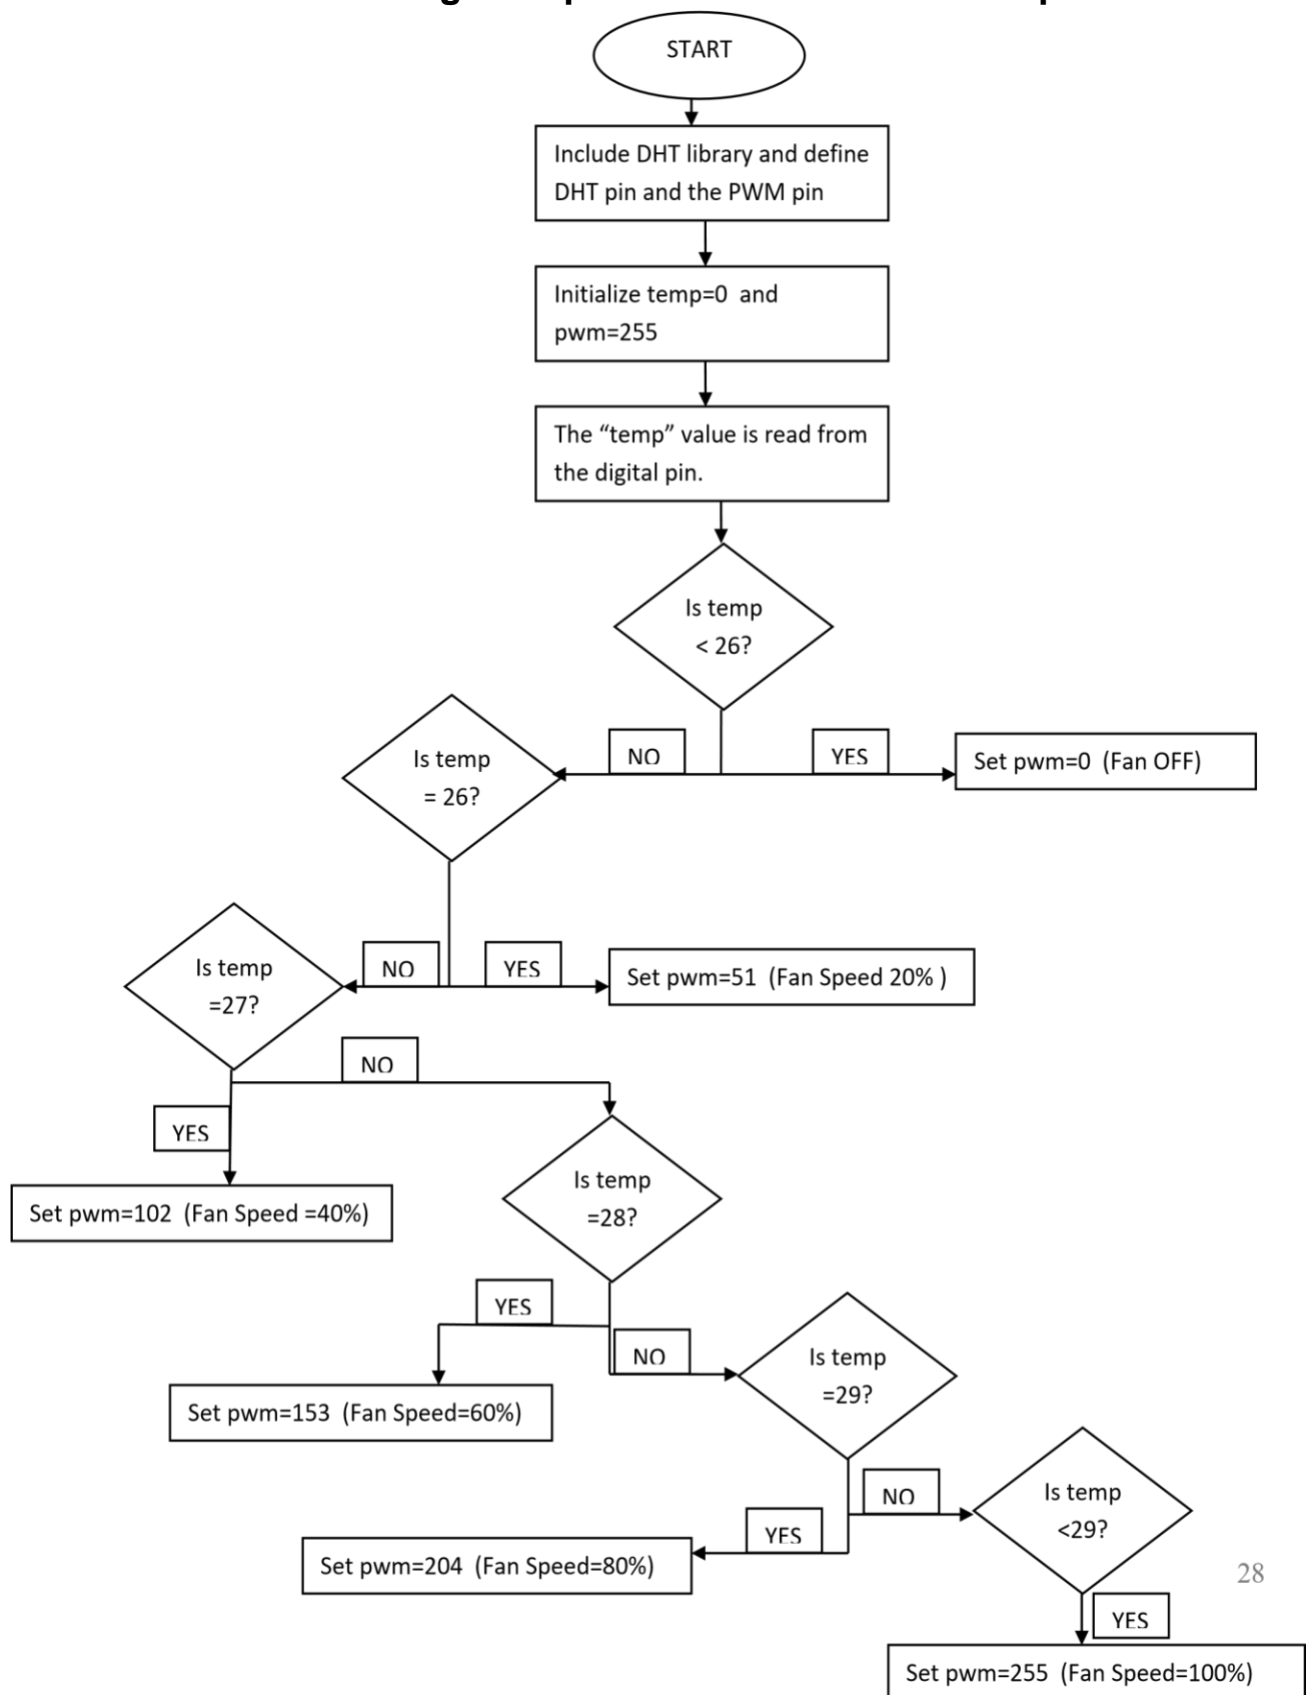 START
Include DHT library and define
DHT pin and the PWM pin
Initialize temp=0 and
pwm=255
The “temp” value is read from
the digital pin.
Is temp
< 26?
NO
YES
Set pwm=0 (Fan OFF)
Is temp
= 26?
NO
YES
Set pwm=51 (Fan Speed 20% )
Is temp
=27?
NO
YES
Set pwm=102 (Fan Speed =40%)
Is temp
=28?
YES
NO
Set pwm=153 (Fan Speed=60%)
Is temp
=29?
NO
YES
Set pwm=204 (Fan Speed=80%)
Is temp
<29?
28
YES
Set pwm=255 (Fan Speed=100%)